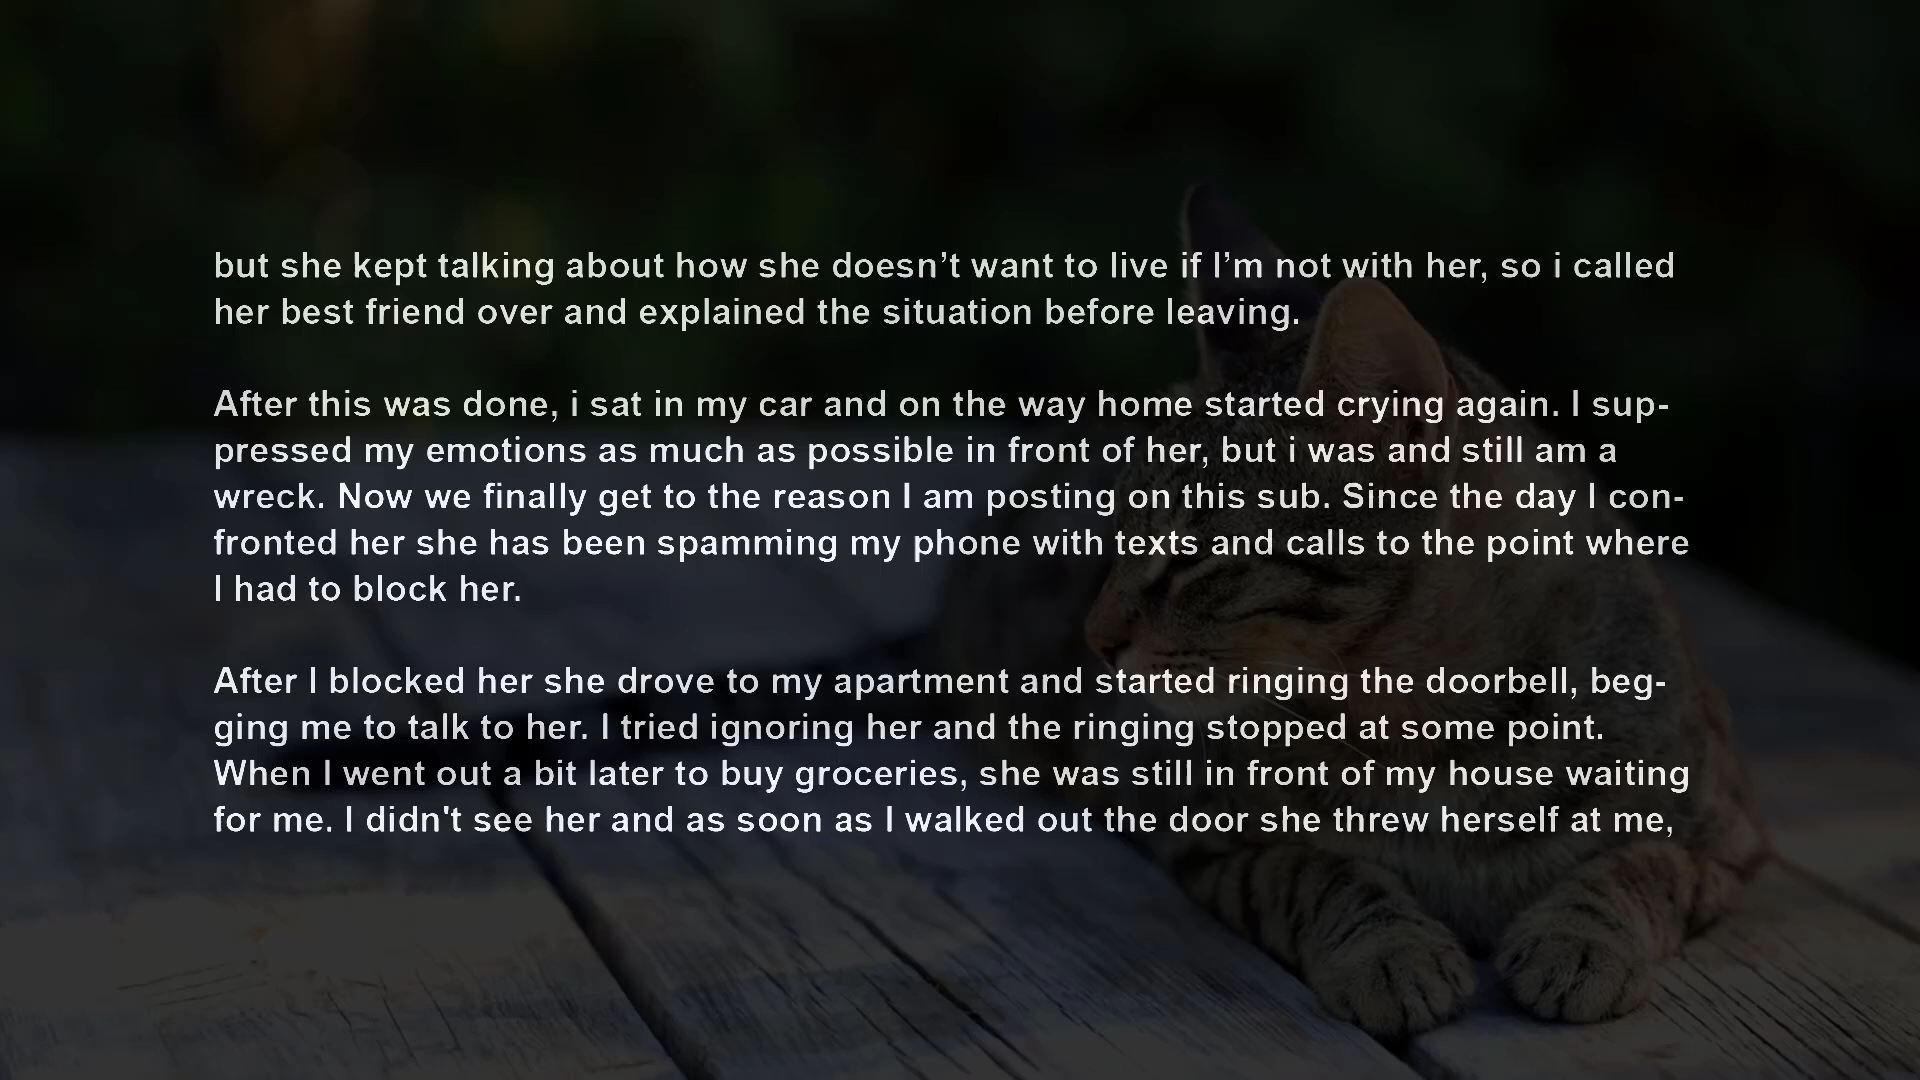 but she kept talking about how she doesn’t want to live if I’m not with her, so i called
her best friend over and explained the situation before leaving.
After this was done, i sat in my car and on the way home started crying again. I sup-
pressed my emotions as much as possible in front of her, but i was and still am a
wreck. Now we finally get to the reason I am posting on this sub. Since the day I con-
fronted her she has been spamming my phone with texts and calls to the point where
I had to block her.
After I blocked her she drove to my apartment and started ringing the doorbell, beg-
ging me to talk to her. I tried ignoring her and the ringing stopped at some point.
When I went out a bit later to buy groceries, she was still in front of my house waiting
for me. I didn't see her and as soon as I walked out the door she threw herself at me,